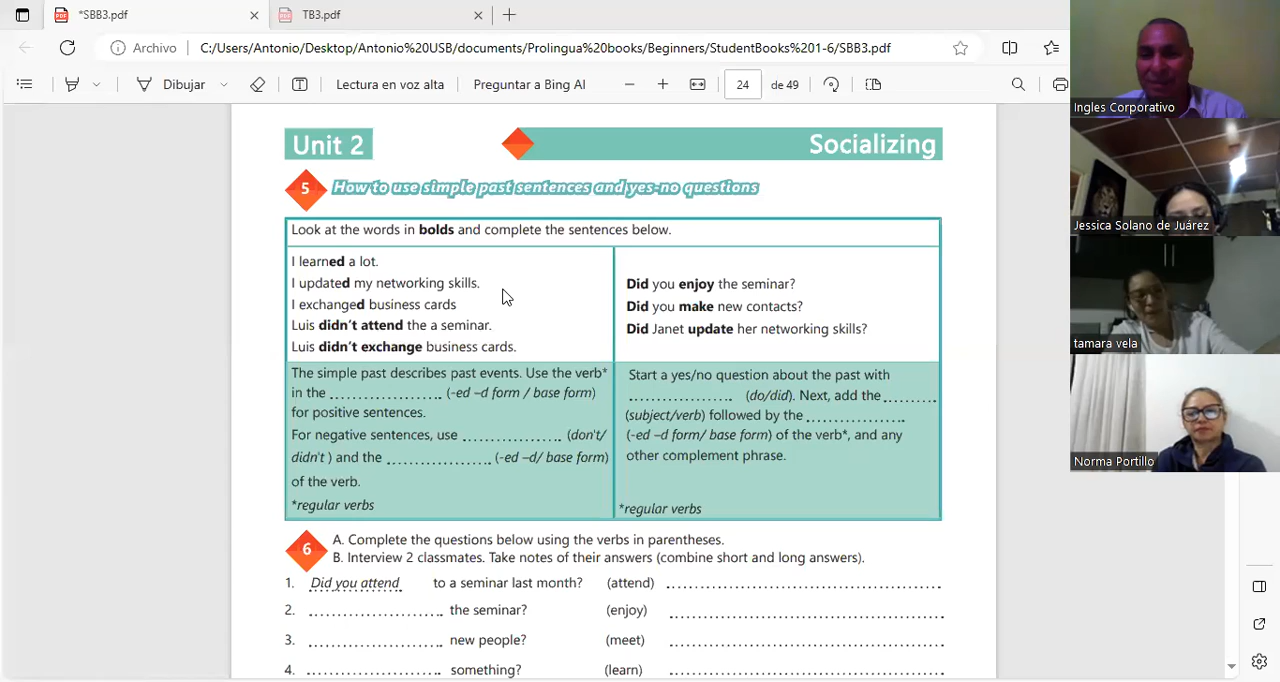 *SBB3.pdf
TB3.pdf
Archivo
C:/Users/Antonio/Desktop/Antonio%20USB/documents/Prolingua%20books/Beginners/StudentBooks%201-6/SBB3.pdf
Dibujar
Lectura en voz alta
Preguntar a Bing AI
24
de 49
Unit 2
Socializing
5
How to use simple past sentences and yes-no questions
Look at the words in bolds and complete the sentences below.
I learned a lot.
I updated my networking skills.
I exchanged business cards
Luis didn't attend the a seminar.
Luis didn't exchange business cards.
Did you enjoy the seminar?
Did you make new contacts?
Did Janet update her networking skills?
The simple past describes past events. Use the verb*
in the ........................ (-ed –d form / base form)
for positive sentences.
For negative sentences, use ..................... (don't/
didn't ) and the ...................... (-ed –d/ base form)
of the verb.
*regular verbs
Start a yes/no question about the past with
...................... (do/did). Next, add the ...........
(subject/verb) followed by the .....................
(-ed –d form/ base form) of the verb*, and any
other complement phrase.
*regular verbs
6
A. Complete the questions below using the verbs in parentheses.
B. Interview 2 classmates. Take notes of their answers (combine short and long answers).
1. Did you attend to a seminar last month? (attend) ............................................................
2. ............................ the seminar? (enjoy) ............................................................
3. ............................ new people? (meet) ............................................................
4. ............................ something? (learn) ............................................................
Ingles Corporativo
Jessica Solano de Juárez
tamara vela
Norma Portillo